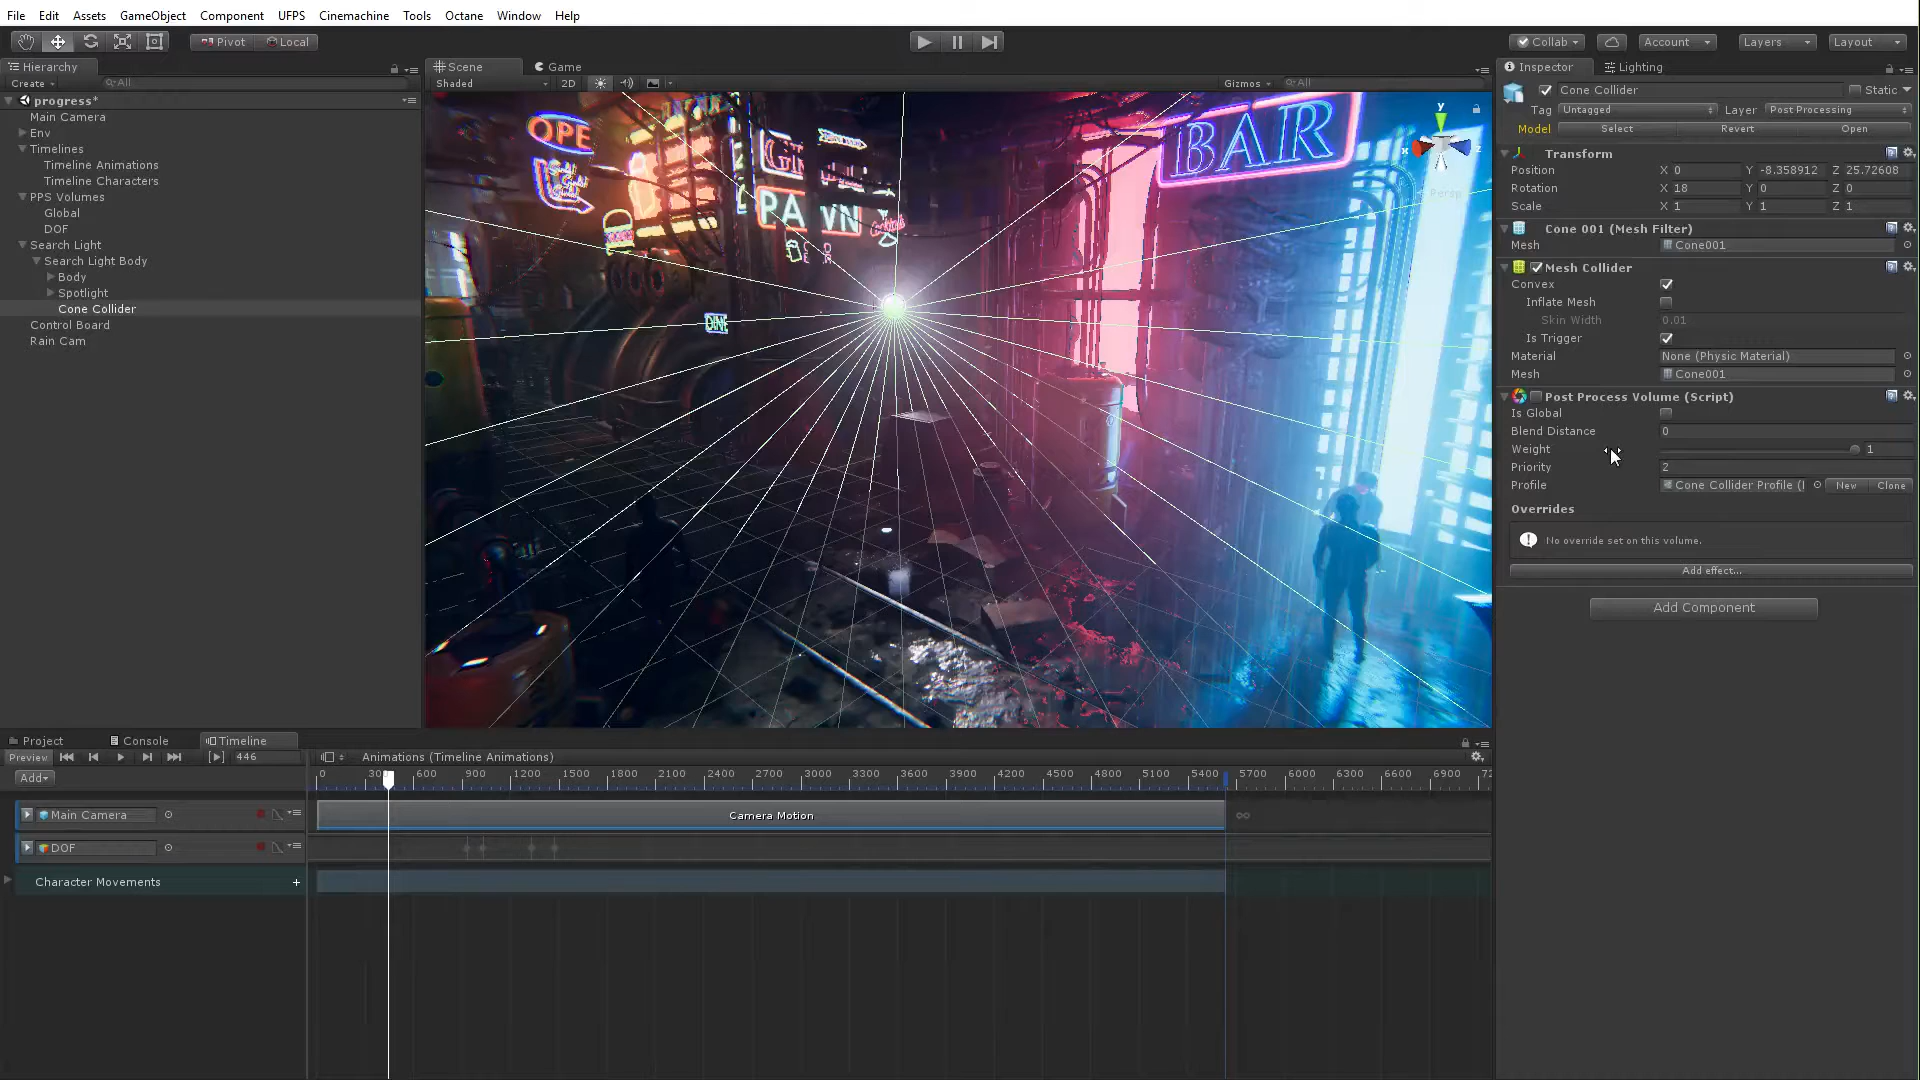 File Edit Assets GameObject Component UFPS Cinemachine Tools Octane Window Help
Pivot Local
Collab Account Layers Layout
Hierarchy
Create All
progress*
Main Camera
Env
Timelines
Timeline Animations
Timeline Characters
PPS Volumes
Global
DOF
Search Light
Search Light Body
Body
Spotlight
Cone Collider
Control Board
Rain Cam
Scene Game
Shaded 2D Gizmos All
OPE
PA VN
BAR
DINE
y
x
Persp
Inspector Lighting
Cone Collider Static
Tag Untagged Layer Post Processing
Model Select Revert Open
Transform
Position X 0 Y -8.358912 Z 25.72608
Rotation X 18 Y 0 Z 0
Scale X 1 Y 1 Z 1
Cone 001 (Mesh Filter)
Mesh Cone001
Mesh Collider
Convex
Inflate Mesh
Skin Width 0.01
Is Trigger
Material None (Physic Material)
Mesh Cone001
Post Process Volume (Script)
Is Global
Blend Distance 0
Weight 1
Priority 2
Profile Cone Collider Profile ( New Clone
Overrides
No override set on this volume.
Add effect...
Add Component
Project Console Timeline
Preview 446 Animations (Timeline Animations)
Add
0 300 600 900 1200 1500 1800 2100 2400 2700 3000 3300 3600 3900 4200 4500 4800 5100 5400 5700 6000 6300 6600 6900 72
Main Camera Camera Motion
DOF
Character Movements